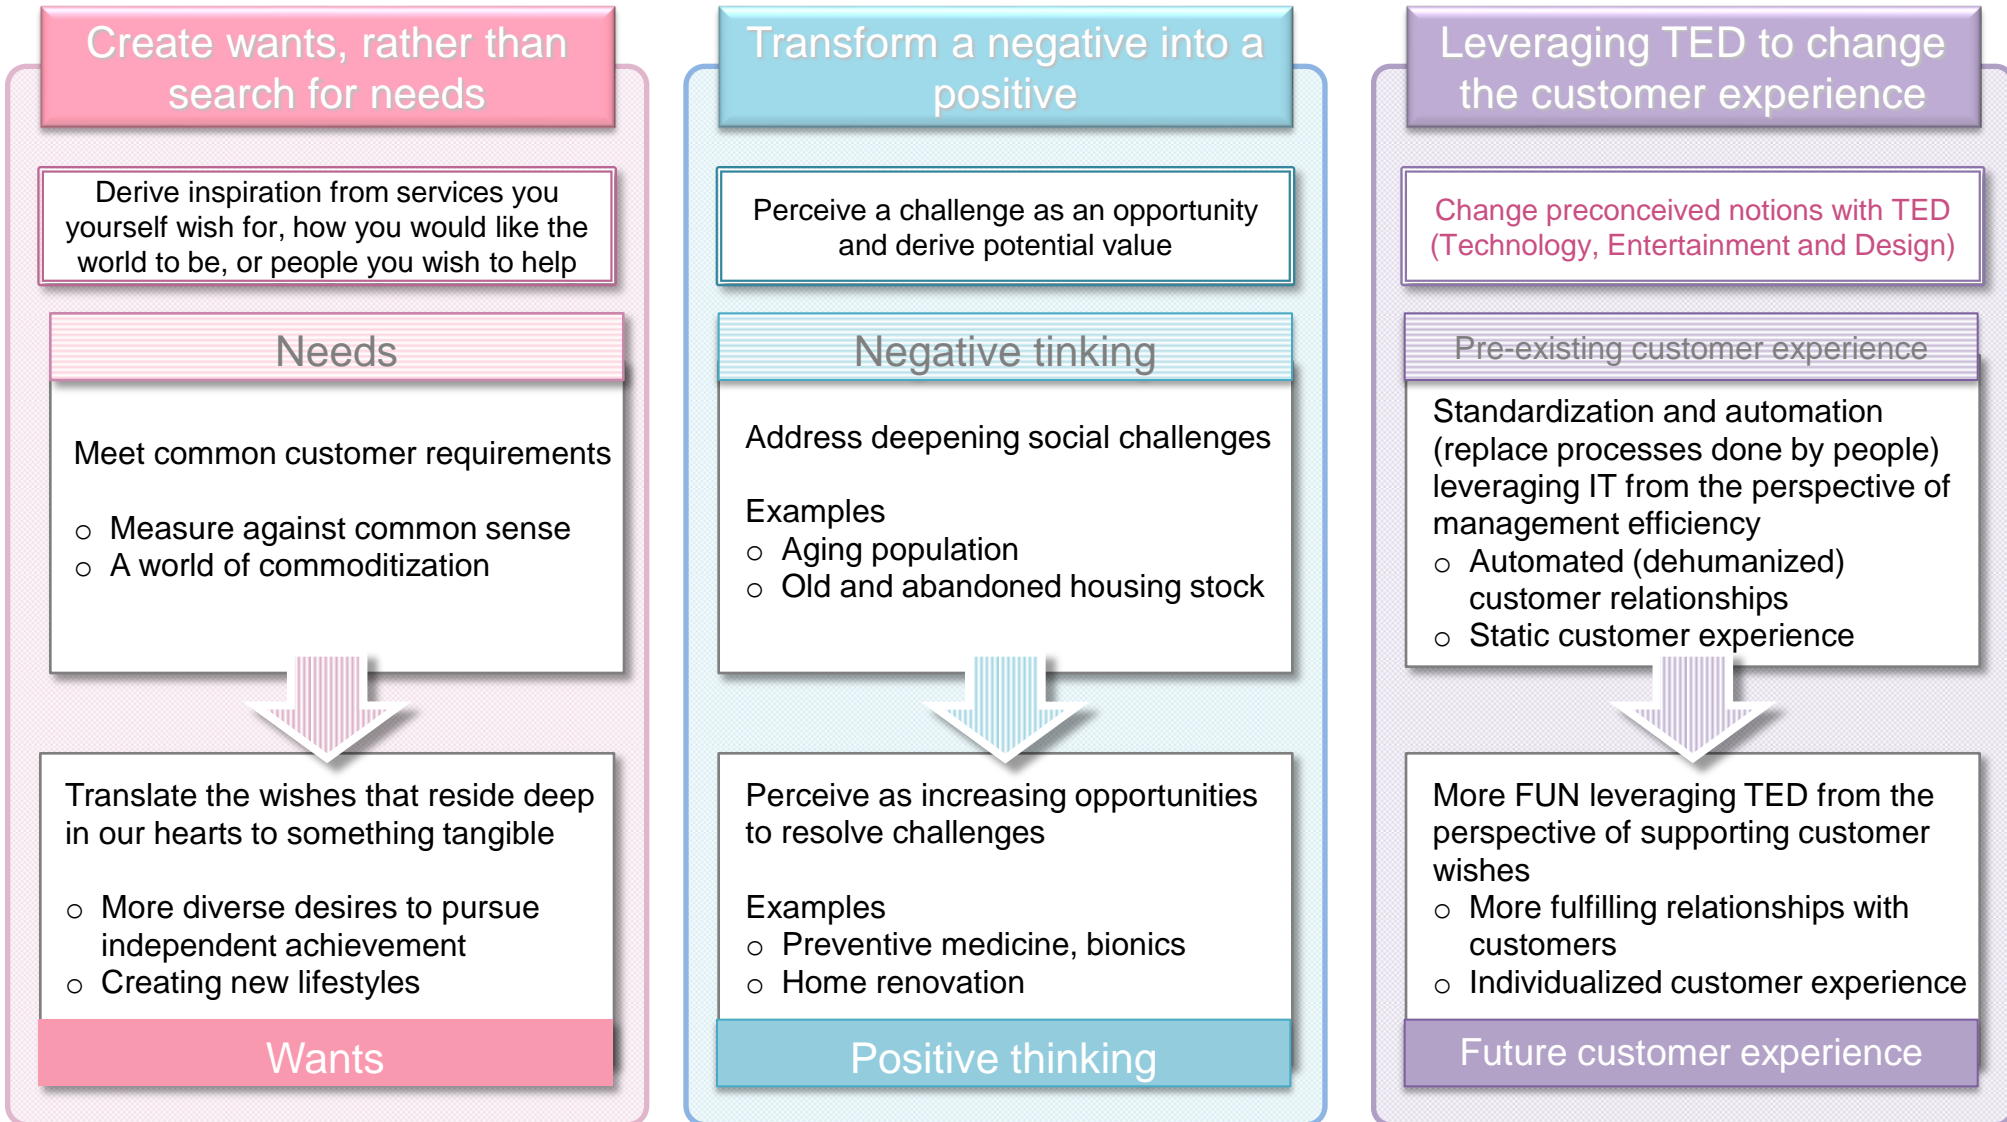 Create wants, rather than
search for needs
Derive inspiration from services you
yourself wish for, how you would like the
world to be, or people you wish to help
Needs
Meet common customer requirements
o Measure against common sense
o A world of commoditization
Translate the wishes that reside deep
in our hearts to something tangible
o More diverse desires to pursue
independent achievement
o Creating new lifestyles
Wants
Transform a negative into a
positive
Perceive a challenge as an opportunity
and derive potential value
Negative tinking
Address deepening social challenges
Examples
o Aging population
o Old and abandoned housing stock
Perceive as increasing opportunities
to resolve challenges
Examples
o Preventive medicine, bionics
o Home renovation
Positive thinking
Leveraging TED to change
the customer experience
Change preconceived notions with TED
(Technology, Entertainment and Design)
Pre-existing customer experience
Standardization and automation
(replace processes done by people)
leveraging IT from the perspective of
management efficiency
o Automated (dehumanized)
customer relationships
o Static customer experience
More FUN leveraging TED from the
perspective of supporting customer
wishes
o More fulfilling relationships with
customers
o Individualized customer experience
Future customer experience